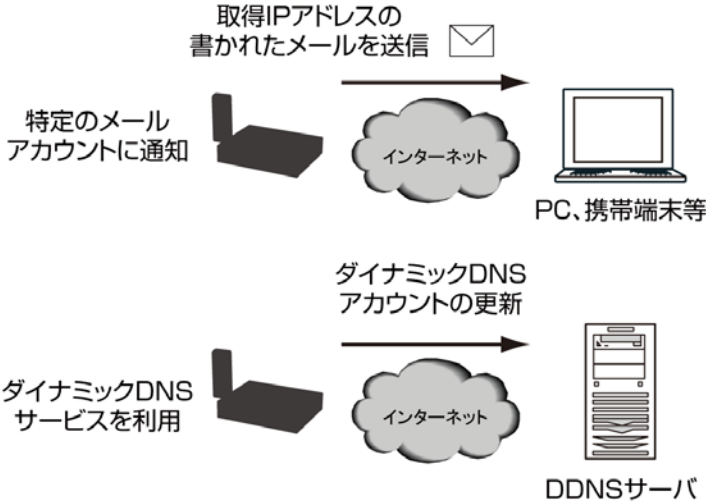 取得IPアドレスの
書かれたメールを送信
特定のメール
アカウントに通知
インターネット
PC、携帯端末等
ダイナミックDNS
アカウントの更新
ダイナミックDNS
サービスを利用
インターネット
DDNSサーバ